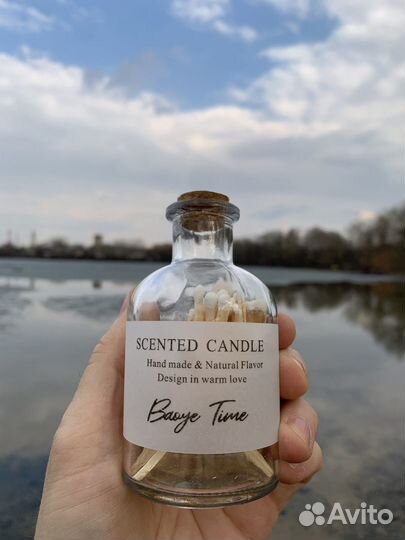 SCENTED CANDLE
Hand made & Natural Flavor
Design in warm love
Baoye Time
Avito